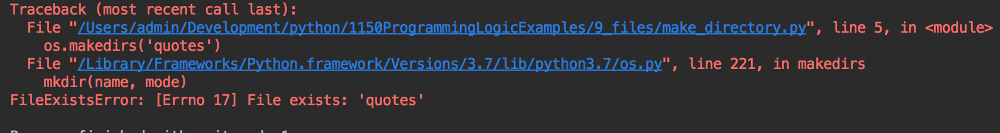 Traceback (most recent call last):
File "/Users/admin/Development/python/1150ProgrammingLogicExamples/9_files/make_directory.py", line 5, in <module>
os.makedirs('quotes')
File "/Library/Frameworks/Python.framework/Versions/3.7/lib/python3.7/os.py", line 221, in makedirs
mkdir(name, mode)
FileExistsError: [Errno 17] File exists: 'quotes'